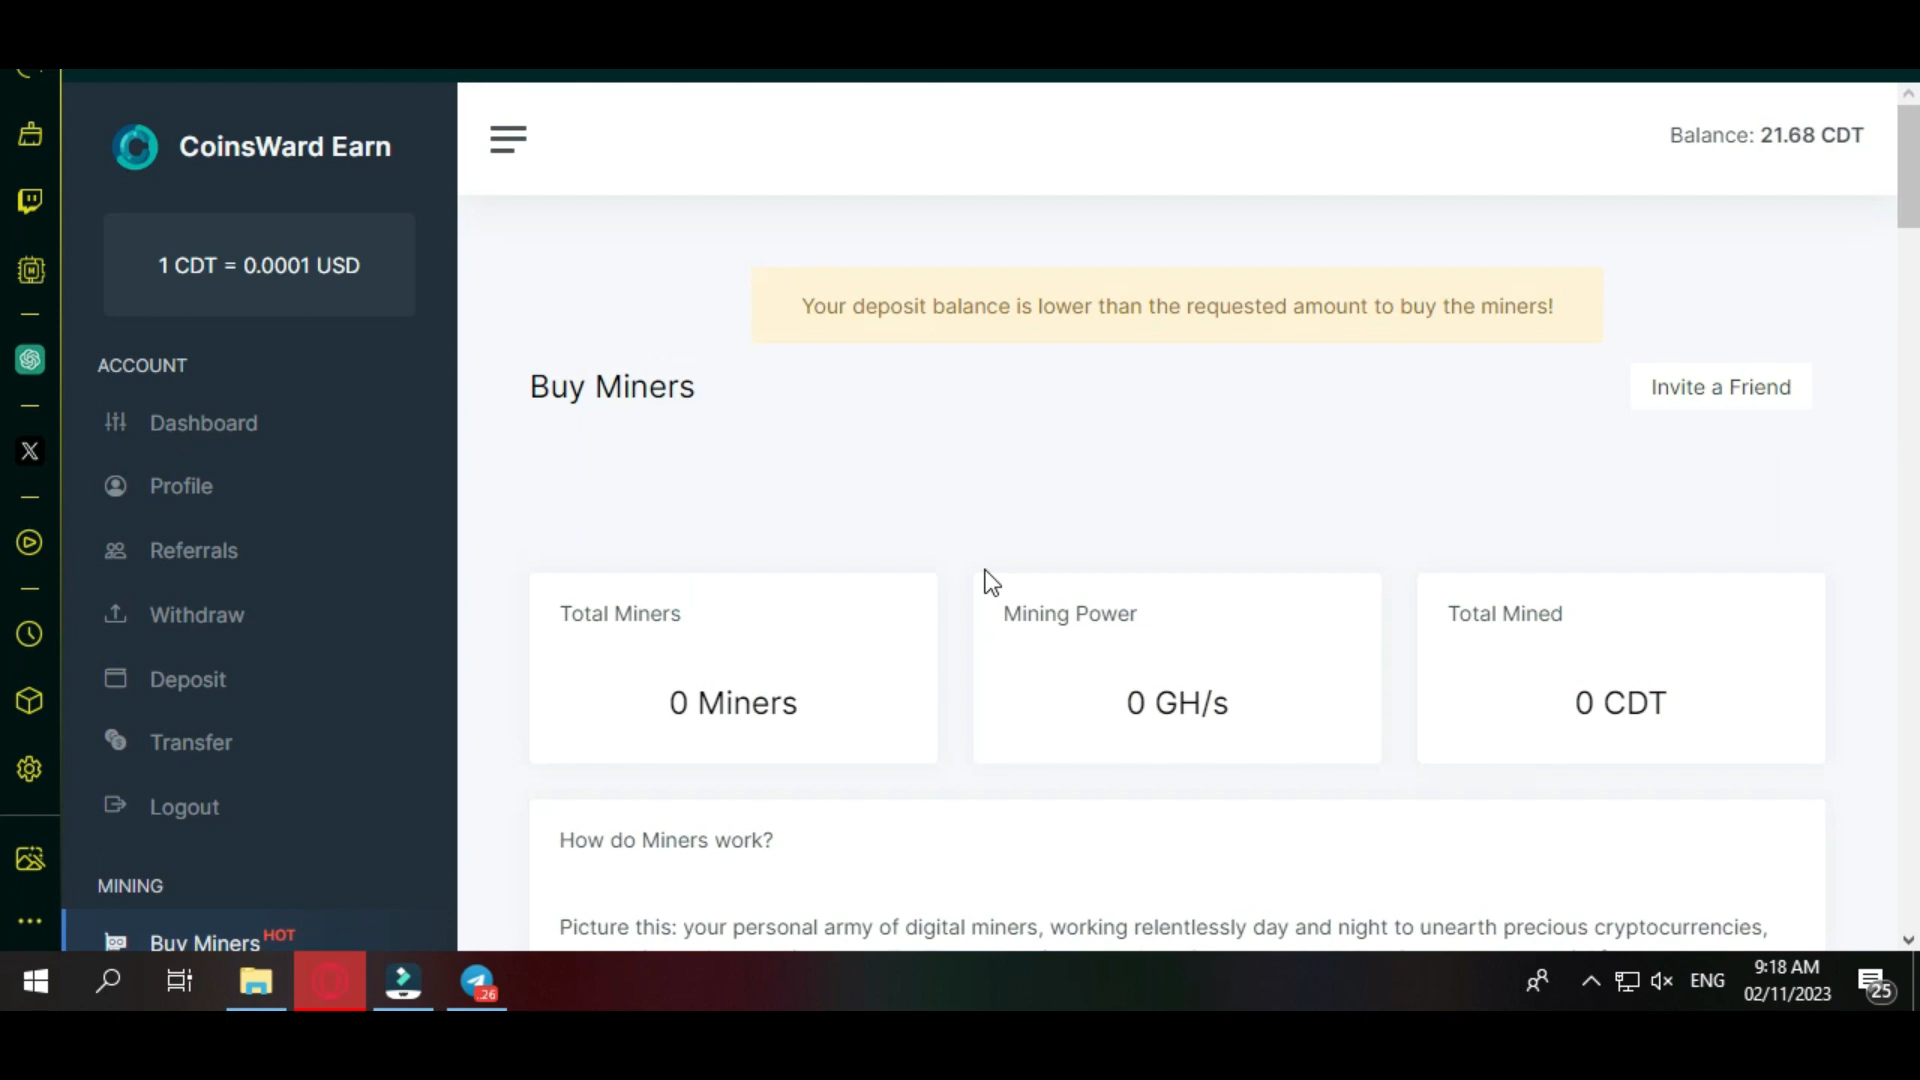 CoinsWard Earn
Balance: 21.68 CDT
1 CDT = 0.0001 USD
Your deposit balance is lower than the requested amount to buy the miners!
ACCOUNT
Buy Miners
Invite a Friend
Dashboard
Profile
Referrals
Withdraw
Deposit
Transfer
Logout
Total Miners
0 Miners
Mining Power
0 GH/s
Total Mined
0 CDT
How do Miners work?
Picture this: your personal army of digital miners, working relentlessly day and night to unearth precious cryptocurrencies,
MINING
Buy Miners HOT
.26
ENG
9:18 AM
02/11/2023
25